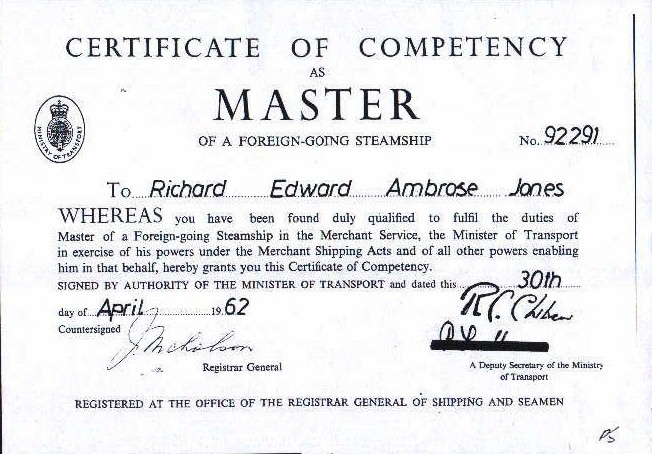 CERTIFICATE OF COMPETENCY
AS
MASTER
OF A FOREIGN-GOING STEAMSHIP
No. 92291
MINISTRY OF TRANSPORT
To Richard Edward Ambrose Jones
WHEREAS you have been found duly qualified to fulfil the duties of
Master of a Foreign-going Steamship in the Merchant Service, the Minister of Transport
in exercise of his powers under the Merchant Shipping Acts and of all other powers enabling
him in that behalf, hereby grants you this Certificate of Competency.
SIGNED BY AUTHORITY OF THE MINISTER OF TRANSPORT and dated this 30th
day of April 1962
Countersigned
J. Nicholson
Registrar General
A Deputy Secretary of the Ministry
of Transport
REGISTERED AT THE OFFICE OF THE REGISTRAR GENERAL OF SHIPPING AND SEAMEN